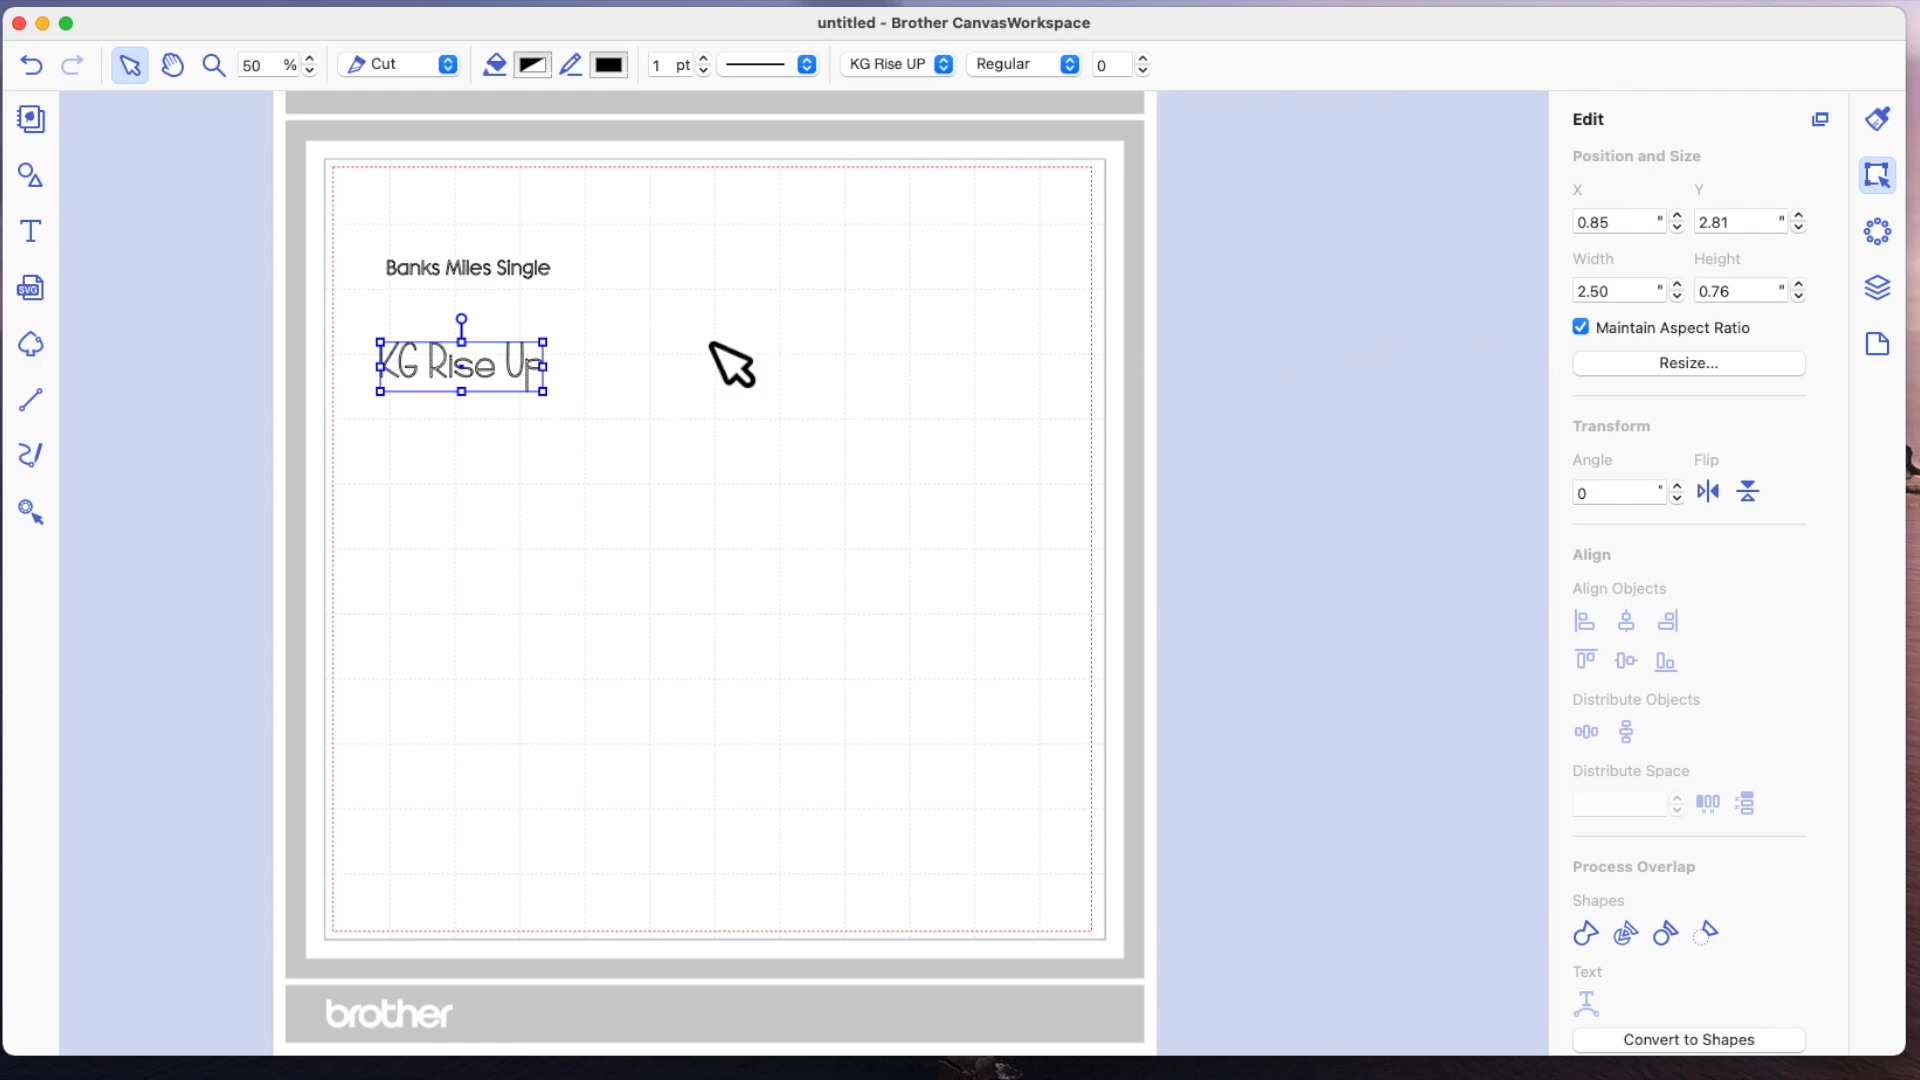 untitled - Brother CanvasWorkspace
50 %
Cut
1 pt
KG Rise UP
Regular
0
SVG
Banks Miles Single
KG Rise Up
brother
Edit
Position and Size
X Y
0.85 " 2.81 "
Width Height
2.50 " 0.76 "
Maintain Aspect Ratio
Resize...
Transform
Angle Flip
0 °
Align
Align Objects
Distribute Objects
Distribute Space
Process Overlap
Shapes
Text
Convert to Shapes